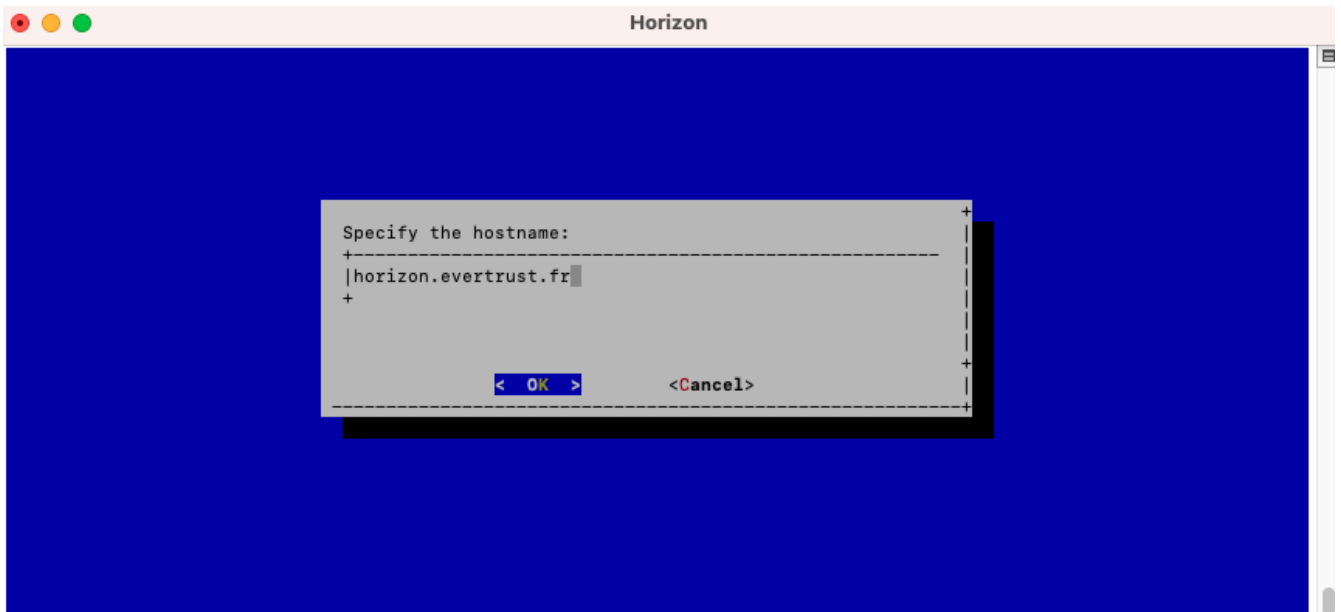 Horizon
Specify the hostname:
horizon.evertrust.fr
< OK > <Cancel>